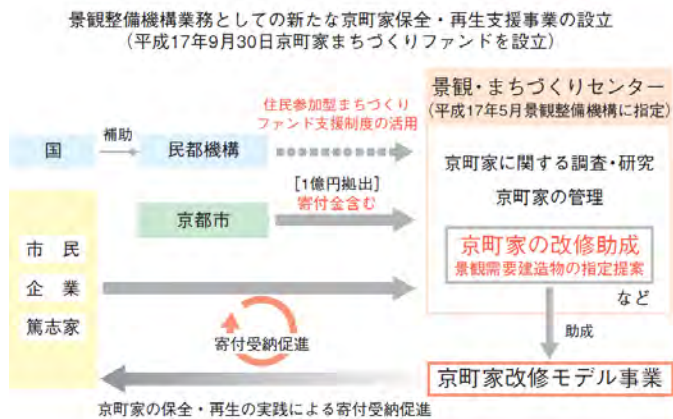 景観整備機構業務としての新たな京町家保全・再生支援事業の設立
（平成17年9月30日京町家まちづくりファンドを設立）
景観・まちづくりセンター
（平成17年5月景観整備機構に指定）
住民参加型まちづくり
ファンド支援制度の活用
国
補助
民都機構
京町家に関する調査・研究
京町家の管理
［1億円拠出］
寄付金含む
京都市
京町家の改修助成
景観需要建造物の指定提案
など
市民
企業
篤志家
寄付受納促進
助成
京町家改修モデル事業
京町家の保全・再生の実践による寄付受納促進